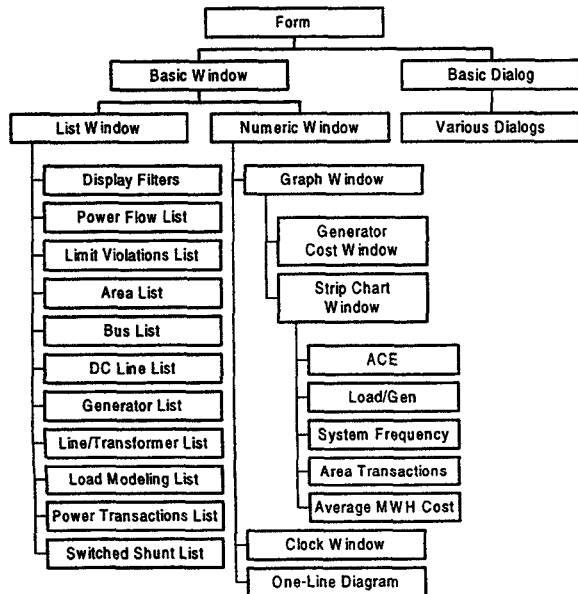 Form
Basic Window
Basic Dialog
List Window
Numeric Window
Various Dialogs
Display Filters
Power Flow List
Limit Violations List
Area List
Bus List
DC Line List
Generator List
Line/Transformer List
Load Modeling List
Power Transactions List
Switched Shunt List
Graph Window
Generator
Cost Window
Strip Chart
Window
ACE
Load/Gen
System Frequency
Area Transactions
Average MWH Cost
Clock Window
One-Line Diagram